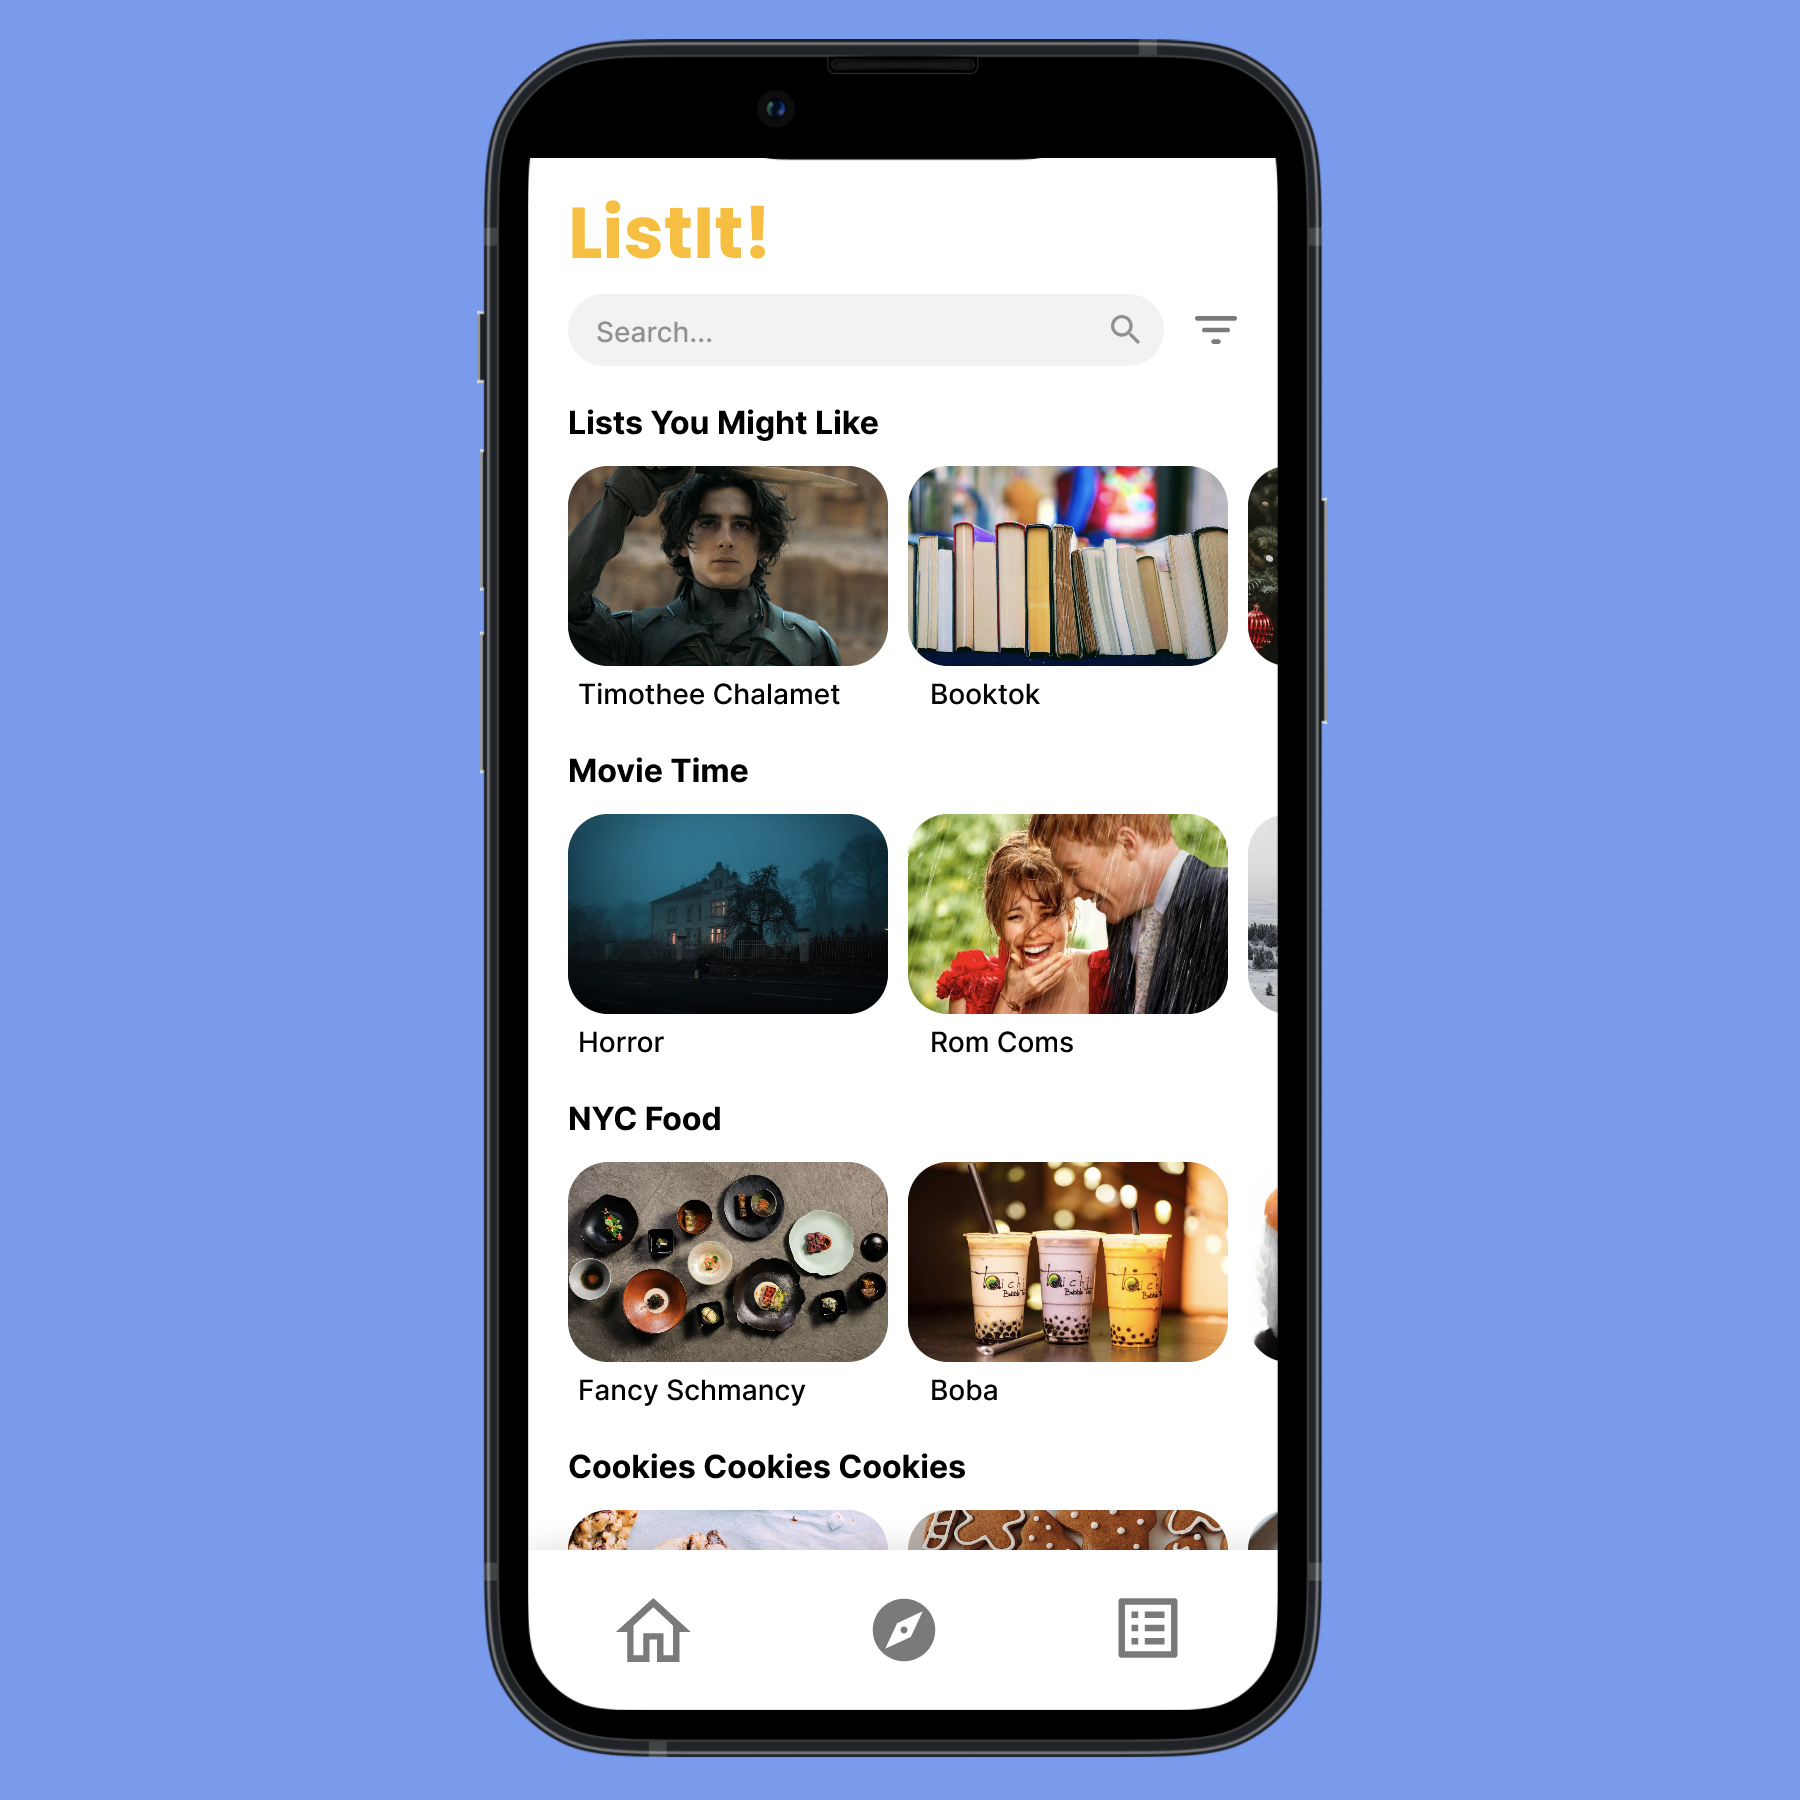 ListIt!
Search...
Lists You Might Like
Timothee Chalamet
Booktok
Movie Time
Horror
Rom Coms
NYC Food
Fancy Schmancy
Boba
Cookies Cookies Cookies